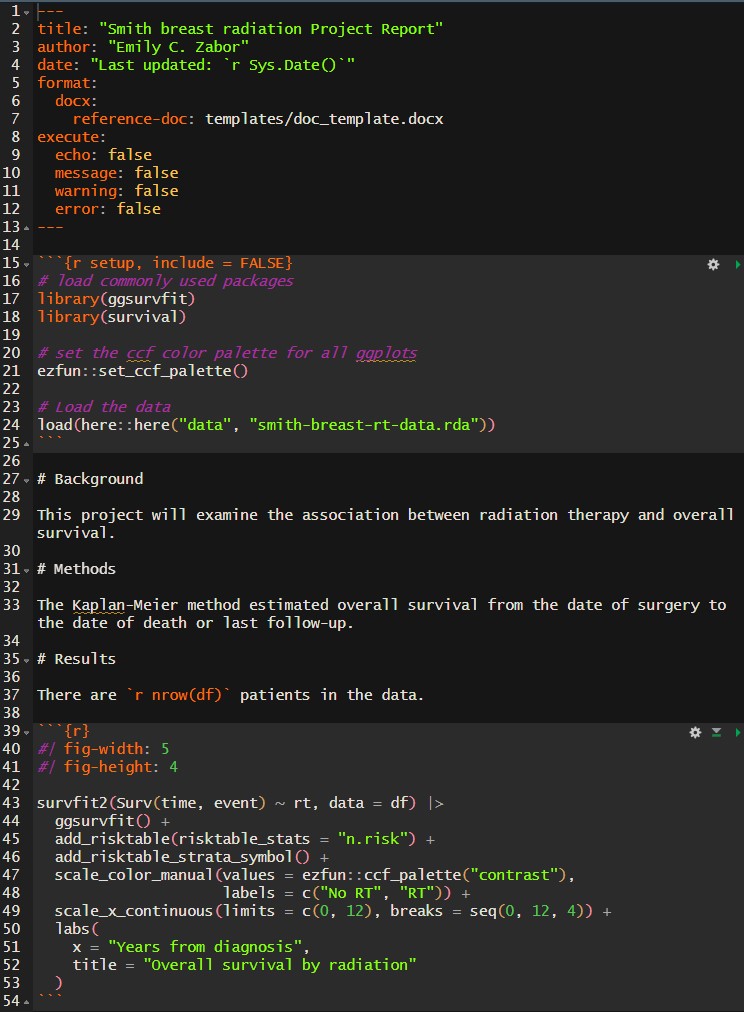 1 ---
2 title: "Smith breast radiation Project Report"
3 author: "Emily C. Zabor"
4 date: "Last updated: `r Sys.Date()`"
5 format:
6   docx:
7     reference-doc: templates/doc_template.docx
8 execute:
9   echo: false
10   message: false
11   warning: false
12   error: false
13 ---
14
15 ```{r setup, include = FALSE}
16 # load commonly used packages
17 library(ggsurvfit)
18 library(survival)
19
20 # set the ccf color palette for all ggplots
21 ezfun::set_ccf_palette()
22
23 # Load the data
24 load(here::here("data", "smith-breast-rt-data.rda"))
25 ```
26
27 # Background
28
29 This project will examine the association between radiation therapy and overall
survival.
30
31 # Methods
32
33 The Kaplan-Meier method estimated overall survival from the date of surgery to
the date of death or last follow-up.
34
35 # Results
36
37 There are `r nrow(df)` patients in the data.
38
39 ```{r}
40 #| fig-width: 5
41 #| fig-height: 4
42
43 survfit2(Surv(time, event) ~ rt, data = df) |>
44   ggsurvfit() +
45   add_risktable(risktable_stats = "n.risk") +
46   add_risktable_strata_symbol() +
47   scale_color_manual(values = ezfun::ccf_palette("contrast"),
48                      labels = c("No RT", "RT")) +
49   scale_x_continuous(limits = c(0, 12), breaks = seq(0, 12, 4)) +
50   labs(
51     x = "Years from diagnosis",
52     title = "Overall survival by radiation"
53   )
54 ```